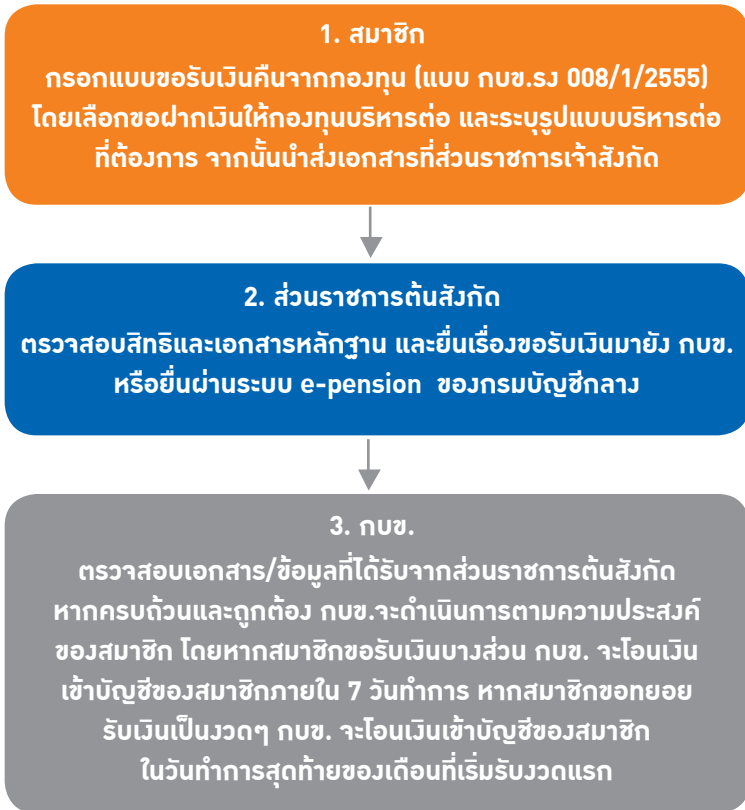 1. สมาชิก
กรอกแบบขอรับเงินคืนจากกองทุน (แบบ กบข.รง 008/1/2555)
โดยเลือกขอฝากเงินให้กองทุนบริหารต่อ และระบุรูปแบบบริหารต่อ
ที่ต้องการ จากนั้นนำส่งเอกสารที่ส่วนราชการเจ้าสังกัด
2. ส่วนราชการต้นสังกัด
ตรวจสอบสิทธิและเอกสารหลักฐาน และยื่นเรื่องขอรับเงินมายัง กบข.
หรือยื่นผ่านระบบ e-pension ของกรมบัญชีกลาง
3. กบข.
ตรวจสอบเอกสาร/ข้อมูลที่ได้รับจากส่วนราชการต้นสังกัด
หากครบถ้วนและถูกต้อง กบข.จะดำเนินการตามความประสงค์
ของสมาชิก โดยหากสมาชิกขอรับเงินบางส่วน กบข. จะโอนเงิน
เข้าบัญชีของสมาชิกภายใน 7 วันทำการ หากสมาชิกขอทยอย
รับเงินเป็นงวดๆ กบข. จะโอนเงินเข้าบัญชีของสมาชิก
ในวันทำการสุดท้ายของเดือนที่เริ่มรับงวดแรก